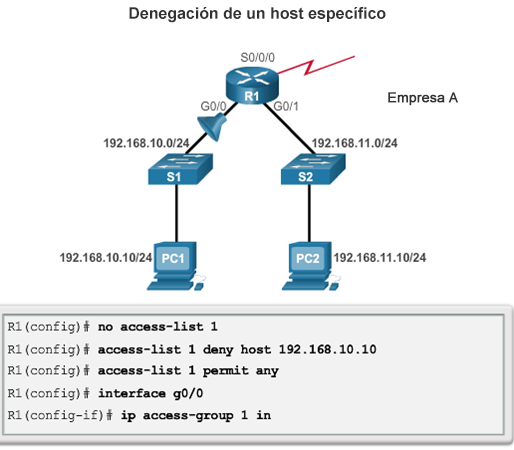 Denegación de un host específico
S0/0/0
R1
G0/0
G0/1
Empresa A
192.168.10.0/24
192.168.11.0/24
S1
S2
192.168.10.10/24
PC1
PC2
192.168.11.10/24
R1(config)# no access-list 1
R1(config)# access-list 1 deny host 192.168.10.10
R1(config)# access-list 1 permit any
R1(config)# interface g0/0
R1(config-if)# ip access-group 1 in